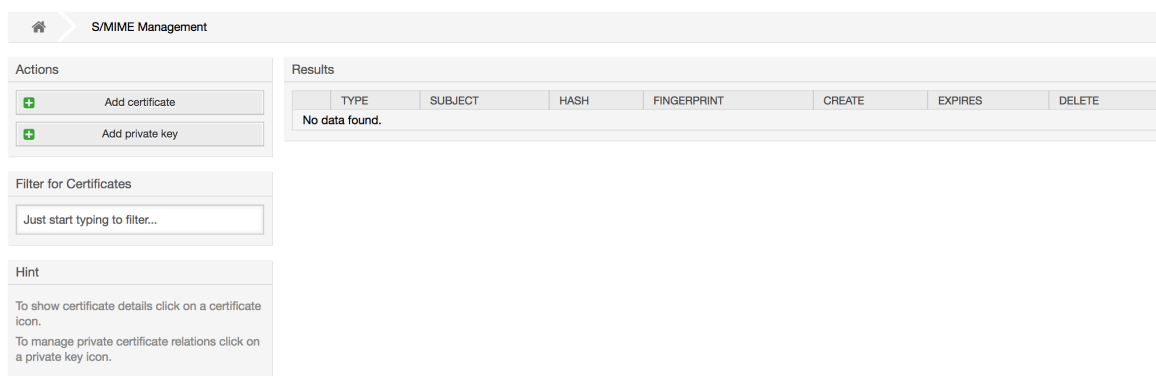 S/MIME Management
Actions
Add certificate
Add private key
Filter for Certificates
Just start typing to filter...
Hint
To show certificate details click on a certificate
icon.
To manage private certificate relations click on
a private key icon.
Results
TYPE SUBJECT HASH FINGERPRINT CREATE EXPIRES DELETE
No data found.